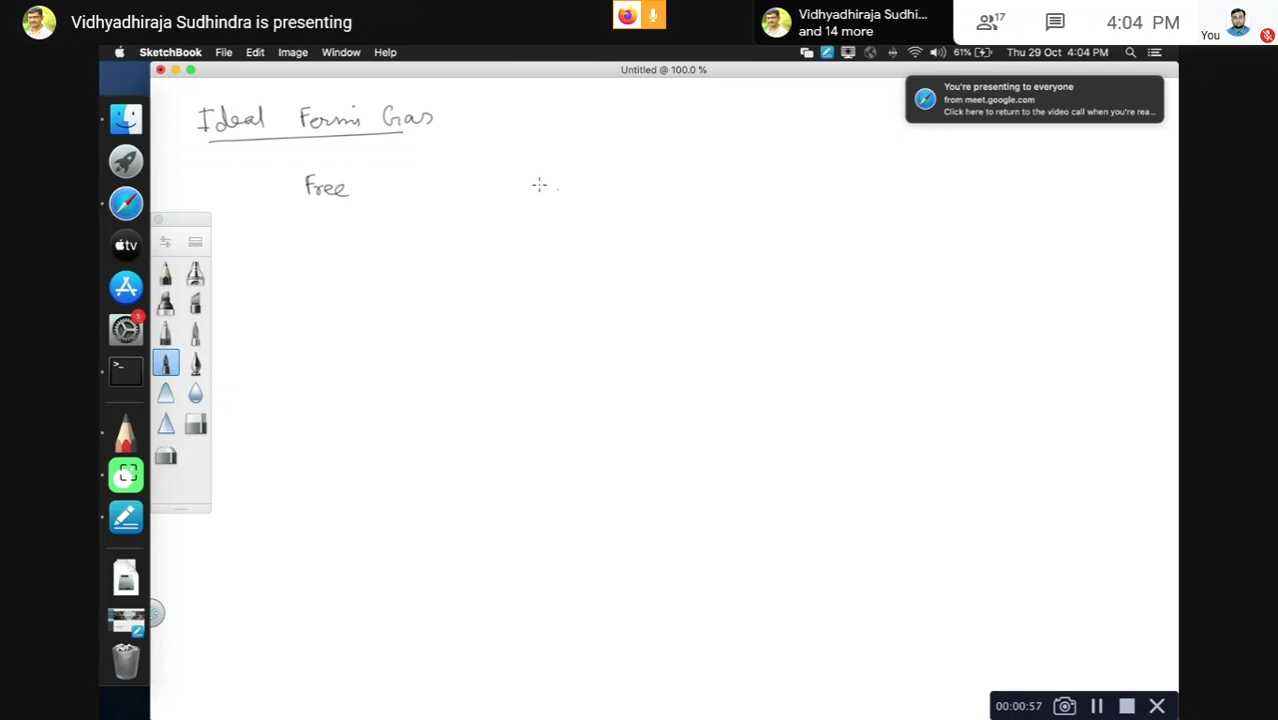 Vidhyadhiraja Sudhindra is presenting
Vidhyadhiraja Sudhi...
and 14 more
17
4:04 PM
You
SketchBook File Edit Image Window Help
61% Thu 29 Oct 4:04 PM
Untitled @ 100.0 %
You're presenting to everyone
from meet.google.com
Click here to return to the video call when you're rea...
Ideal Fermi Gas
Free
tv
1
>_
00:00:57